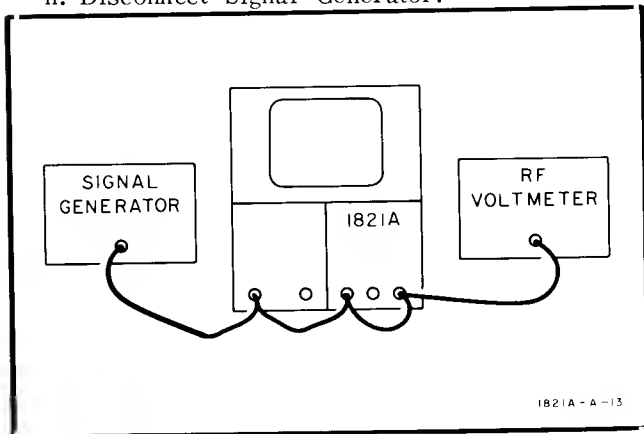 n. Disconnect Signal Generator.
SIGNAL
GENERATOR
1821A
RF
VOLTMETER
1821A-A-13